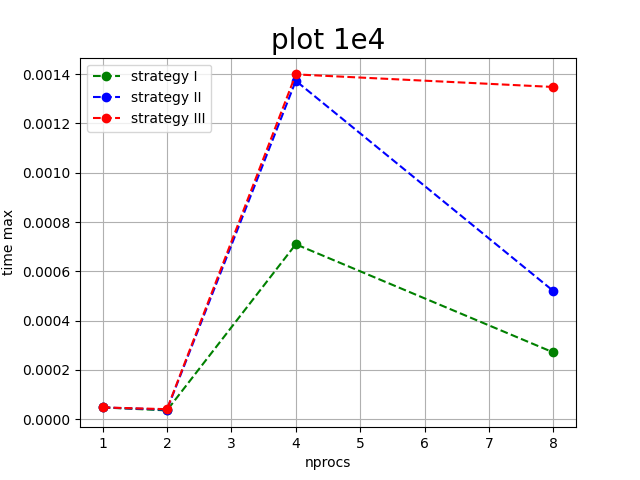 plot 1e4
strategy I
strategy II
strategy III
0.0014
0.0012
0.0010
0.0008
0.0006
0.0004
0.0002
0.0000
time max
1 2 3 4 5 6 7 8
nprocs